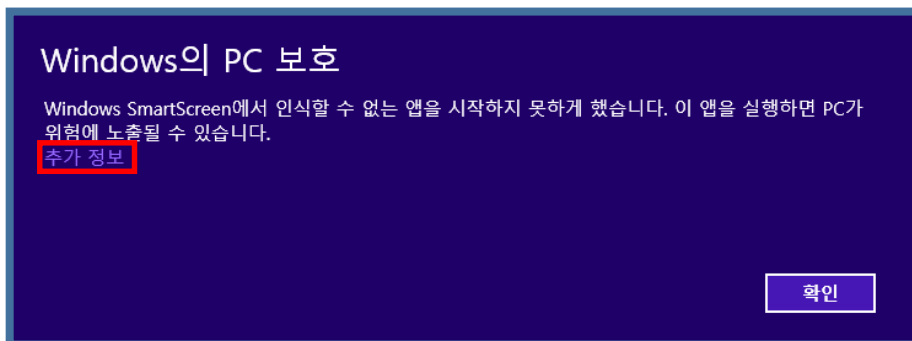 Windows의 PC 보호
Windows SmartScreen에서 인식할 수 없는 앱을 시작하지 못하게 했습니다. 이 앱을 실행하면 PC가
위험에 노출될 수 있습니다.
추가 정보
확인